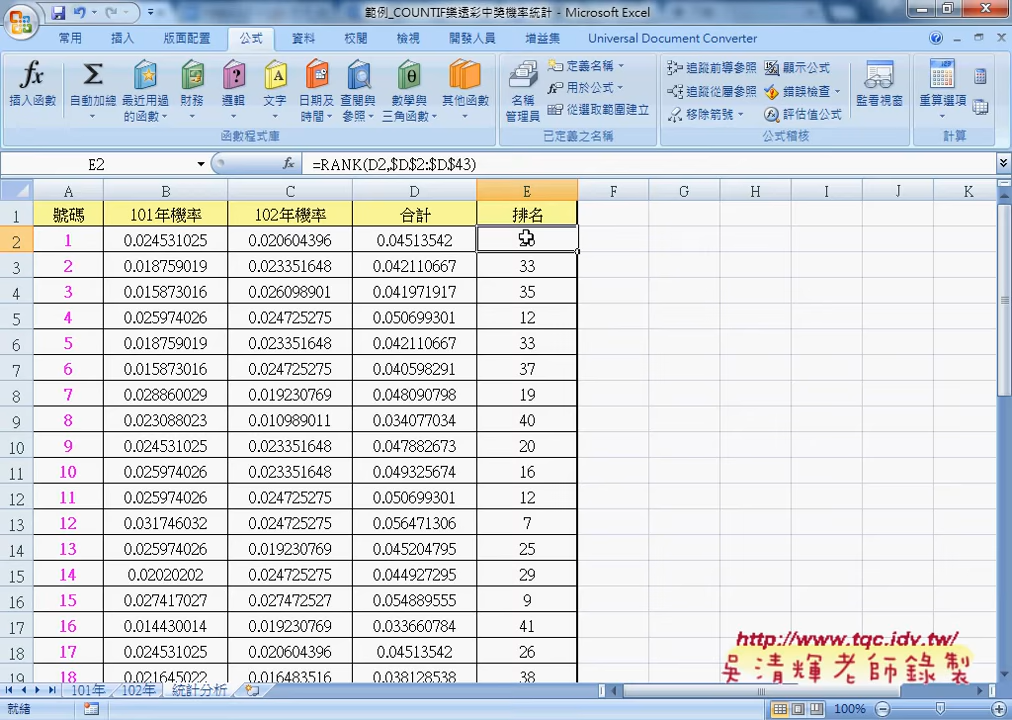 範例_COUNTIF樂透彩中獎機率統計 - Microsoft Excel
常用 插入 版面配置 公式 資料 校閱 檢視 開發人員 增益集 Universal Document Converter
插入函數 自動加總 最近用過的函數 財務 邏輯 文字 日期及時間 查閱與參照 數學與三角函數 其他函數
函數程式庫
名稱管理員 定義名稱 用於公式 從選取範圍建立
已定義之名稱
追蹤前導參照 追蹤從屬參照 移除箭號 顯示公式 錯誤檢查 評估值公式 監看視窗
公式稽核
重算選項
計算
E2 fx =RANK(D2,$D$2:$D$43)
A B C D E F G H I J K
1 號碼 101年機率 102年機率 合計 排名
2 1 0.024531025 0.020604396 0.04513542
3 2 0.018759019 0.023351648 0.042110667 33
4 3 0.015873016 0.026098901 0.041971917 35
5 4 0.025974026 0.024725275 0.050699301 12
6 5 0.018759019 0.023351648 0.042110667 33
7 6 0.015873016 0.024725275 0.040598291 37
8 7 0.028860029 0.019230769 0.048090798 19
9 8 0.023088023 0.010989011 0.034077034 40
10 9 0.024531025 0.023351648 0.047882673 20
11 10 0.025974026 0.023351648 0.049325674 16
12 11 0.025974026 0.024725275 0.050699301 12
13 12 0.031746032 0.024725275 0.056471306 7
14 13 0.025974026 0.019230769 0.045204795 25
15 14 0.02020202 0.024725275 0.044927295 29
16 15 0.027417027 0.027472527 0.054889555 9
17 16 0.014430014 0.019230769 0.033660784 41
18 17 0.024531025 0.020604396 0.04513542 26
19 18 0.021645022 0.016483516 0.038128538 38
http://www.tqc.idv.tw/
吳清輝老師錄製
101年 102年 統計分析
就緒 100%